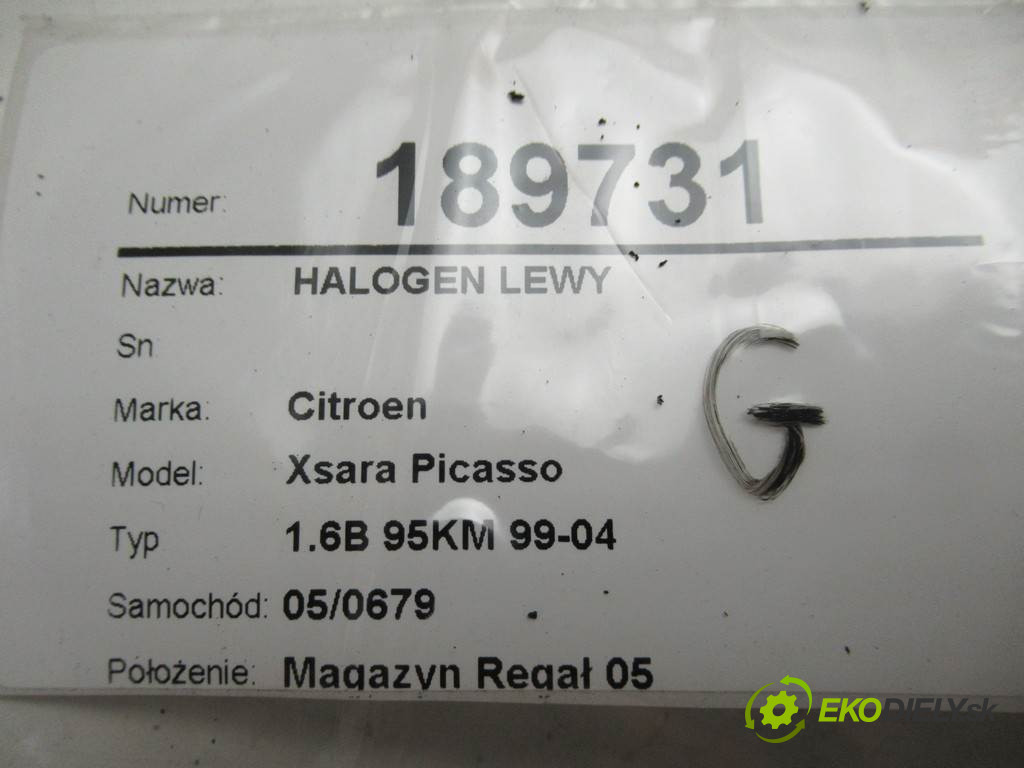 Numer: 189731
Nazwa: HALOGEN LEWY
Sn
Marka: Citroen
G
Model: Xsara Picasso
Typ 1.6B 95KM 99-04
Samochód: 05/0679
Położenie: Magazyn Regał 05
EKODIELY.sk